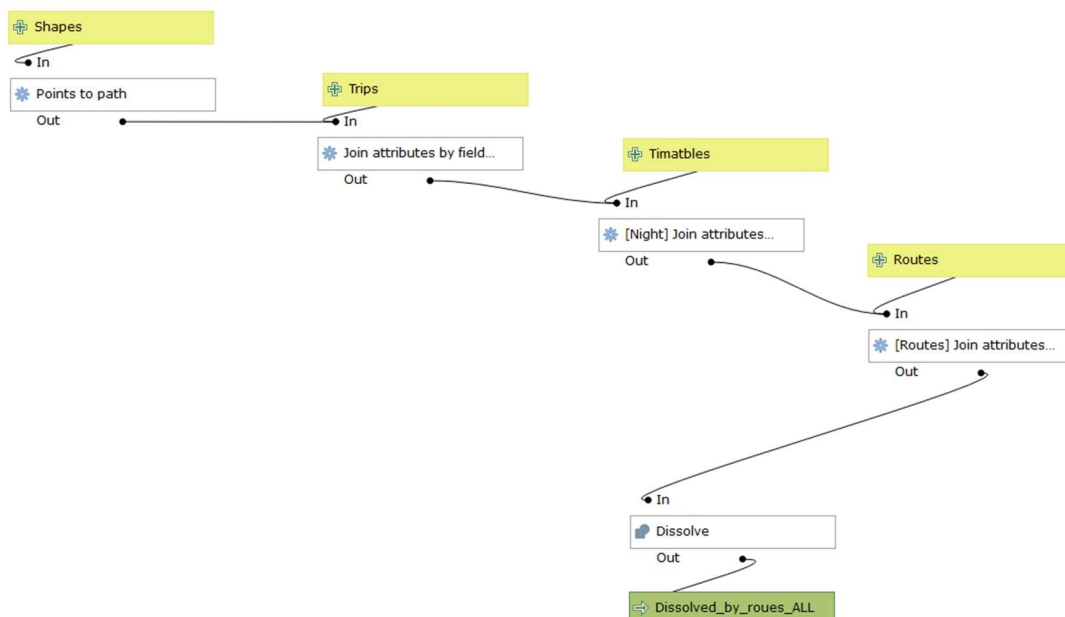 Shapes
In
Points to path
Out
Trips
In
Join attributes by field...
Out
Timatbles
In
[Night] Join attributes...
Out
Routes
In
[Routes] Join attributes...
Out
In
Dissolve
Out
Dissolved_by_roues_ALL